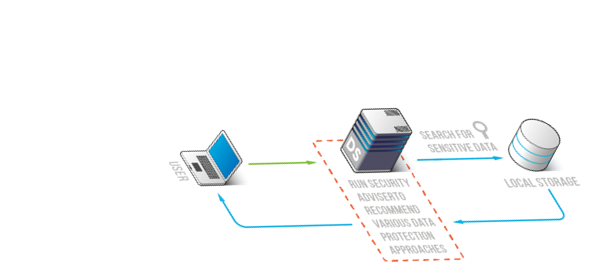 SEARCH FOR
SENSITIVE DATA
DS
USER
RUN SECURITY
ADVISERTO
RECOMMEND
VARIOUS DATA
PROTECTION
APPROACHES
LOCAL STORAGE